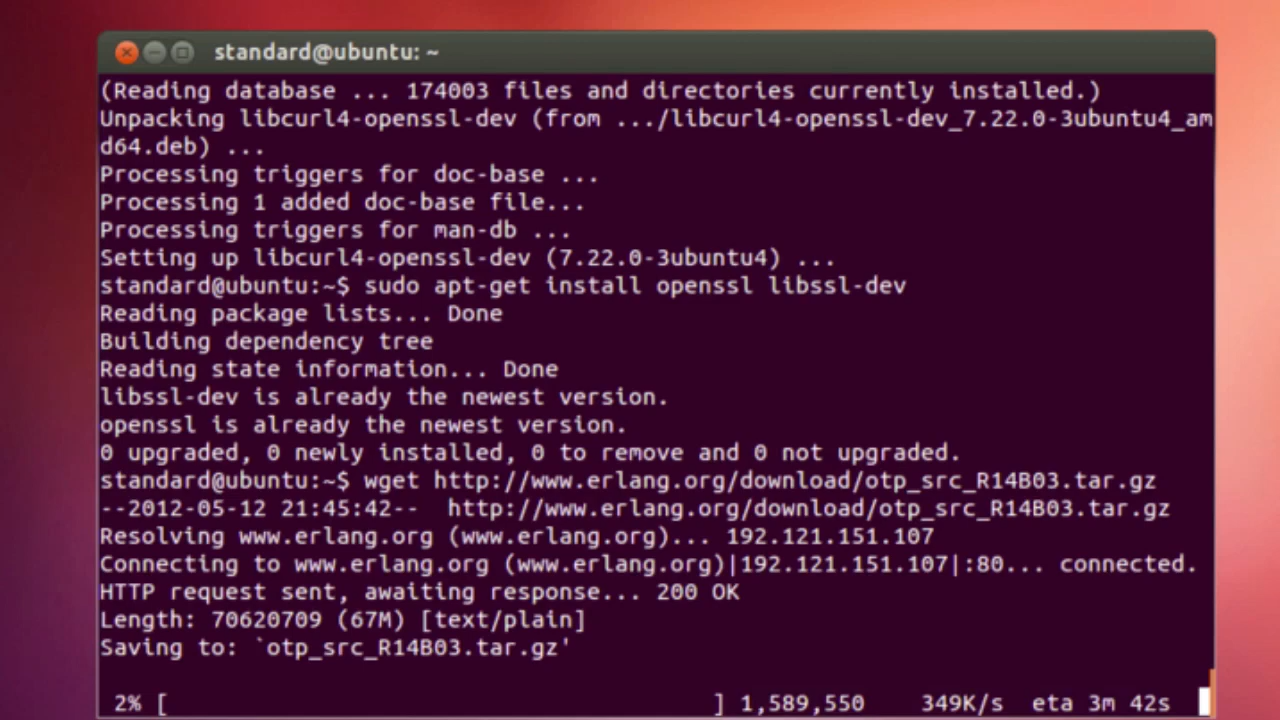 standard@ubuntu: ~
(Reading database ... 174003 files and directories currently installed.)
Unpacking libcurl4-openssl-dev (from .../libcurl4-openssl-dev_7.22.0-3ubuntu4_am
d64.deb) ...
Processing triggers for doc-base ...
Processing 1 added doc-base file...
Processing triggers for man-db ...
Setting up libcurl4-openssl-dev (7.22.0-3ubuntu4) ...
standard@ubuntu:~$ sudo apt-get install openssl libssl-dev
Reading package lists... Done
Building dependency tree
Reading state information... Done
libssl-dev is already the newest version.
openssl is already the newest version.
0 upgraded, 0 newly installed, 0 to remove and 0 not upgraded.
standard@ubuntu:~$ wget http://www.erlang.org/download/otp_src_R14B03.tar.gz
--2012-05-12 21:45:42--  http://www.erlang.org/download/otp_src_R14B03.tar.gz
Resolving www.erlang.org (www.erlang.org)... 192.121.151.107
Connecting to www.erlang.org (www.erlang.org)|192.121.151.107|:80... connected.
HTTP request sent, awaiting response... 200 OK
Length: 70620709 (67M) [text/plain]
Saving to: `otp_src_R14B03.tar.gz'
2% [                                       ] 1,589,550    349K/s  eta 3m 42s